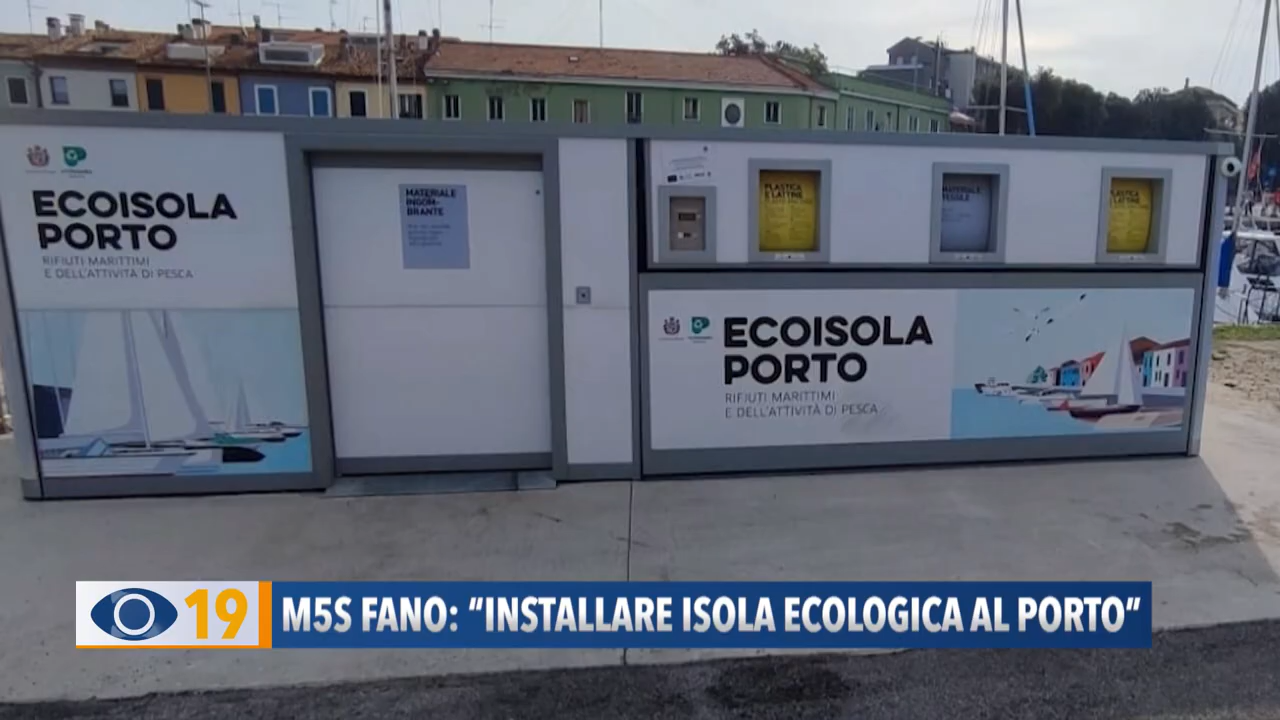 ECOISOLA
PORTO
RIFIUTI MARITTIMI
E DELL'ATTIVITÀ DI PESCA
MATERIALE
INGOM-
BRANTE
PLASTICA
E LATTINE
MATERIALE
PLASTICA
E LATTINE
ECOISOLA
PORTO
RIFIUTI MARITTIMI
E DELL'ATTIVITÀ DI PESCA
19
M5S FANO: “INSTALLARE ISOLA ECOLOGICA AL PORTO”